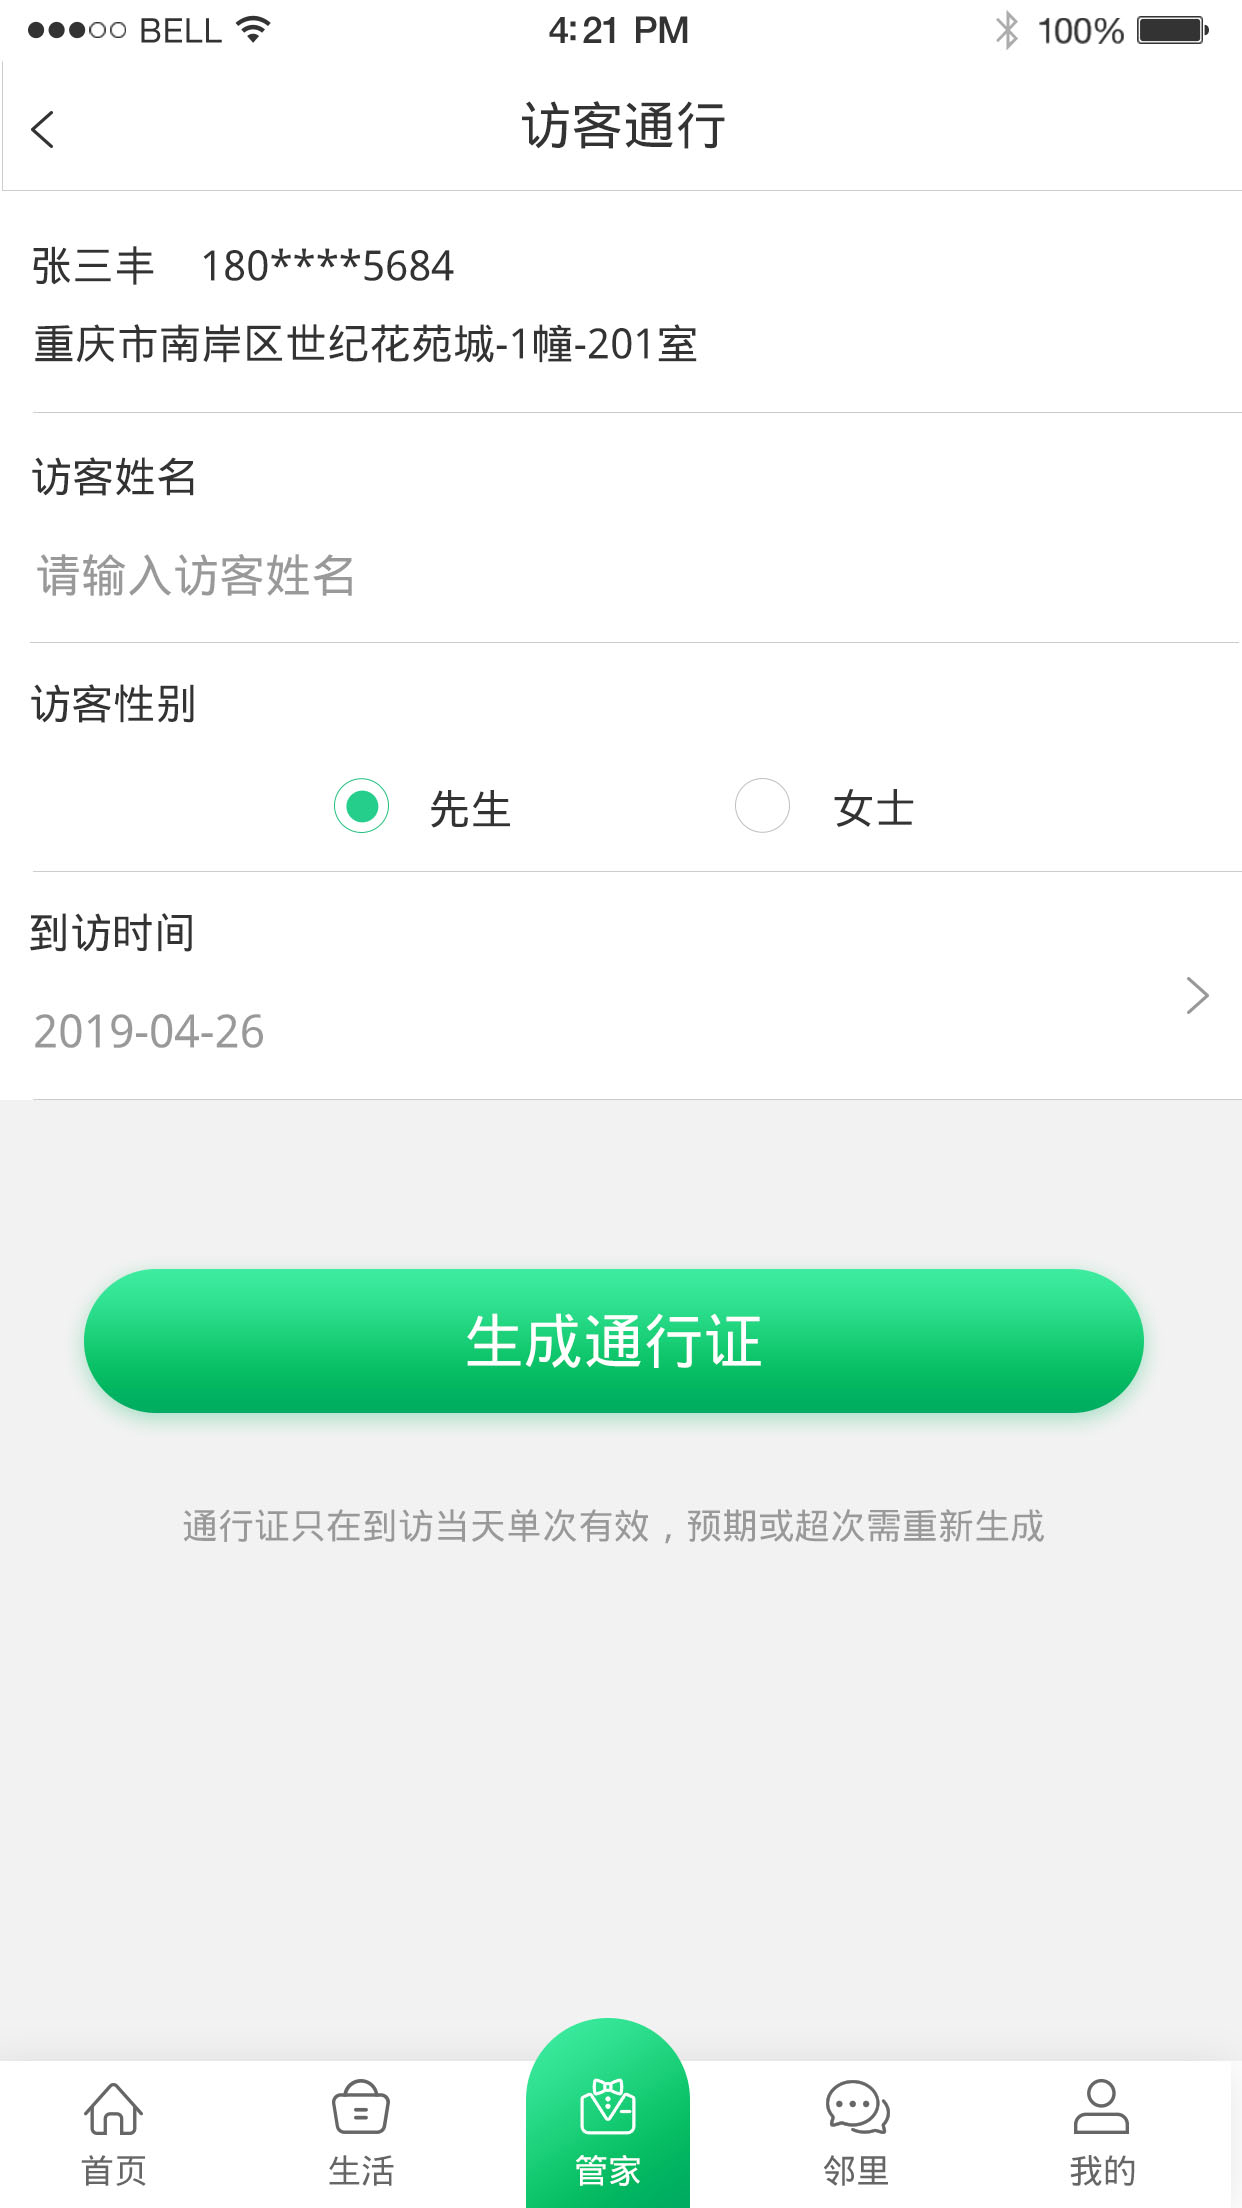 BELL 4:21 PM 100%
访客通行
张三丰 180****5684
重庆市南岸区世纪花苑城-1幢-201室
访客姓名
请输入访客姓名
访客性别
先生 女士
到访时间
2019-04-26
生成通行证
通行证只在到访当天单次有效，预期或超次需重新生成
首页 生活 管家 邻里 我的